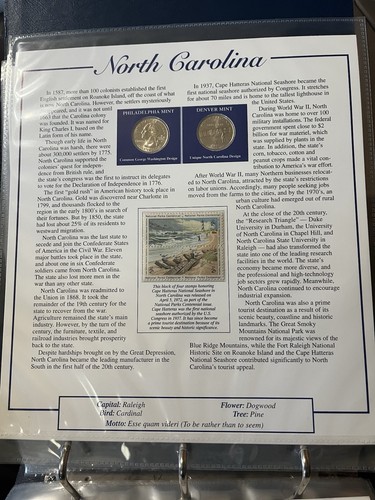 North Carolina
In 1587, more than 100 colonists established the first
English settlement on Roanoke Island, off the coast of what
is now North Carolina. However, the settlers mysteriously
disappeared, and it was not until
1663 that the Carolina colony
was founded. It was named for
King Charles I, based on the
Latin form of his name.
Though early life in North
Carolina was harsh, there were
about 300,000 settlers by 1775.
North Carolina supported the
colonies' quest for indepen-
dence from British rule, and
the state's congress was the first to instruct its delegates
to vote for the Declaration of Independence in 1776.
The first "gold rush" in American history took place in
North Carolina. Gold was discovered near Charlotte in
1799, and thousands flocked to the
region in the early 1800's in search of
their fortunes. But by 1850, the state
had lost about 25% of its residents to
westward migration.
North Carolina was the last state to
secede and join the Confederate States
of America in the Civil War. Eleven
major battles took place in the state,
and about one in six Confederate
soldiers came from North Carolina. The
state also lost more men in the
war than any other state.
North Carolina was readmitted to
the Union in 1868. It took the
remainder of the 19th century for the
state to recover from the war.
Agriculture remained the state's main
industry. However, by the turn of the
century, the furniture, textile, and
railroad industries brought prosperity
back to the state.
Despite hardships brought on by the Great Depression,
North Carolina became the leading manufacturer in the
South in the first half of the 20th century.
PHILADELPHIA MINT
DENVER MINT
Common George Washington Design
Unique North Carolina Design
This block of four stamps honoring
Cape Hatteras National Seashore in
North Carolina was released on
April 5, 1972, as part of the
National Parks Centennial issue.
Cape Hatteras was the first national
seashore authorized by the U.S.
Congress in 1937. It has since become
a prime tourist destination because of its
scenic beauty and historic significance.
In 1937, Cape Hatteras National Seashore became the
first national seashore authorized by Congress. It stretches
for about 70 miles and is home to the tallest lighthouse in
the United States.
During World War II, North
Carolina was home to over 100
military installations. The federal
government spent close to $2
billion for war materiel, which
was supplied by plants in the
state. In addition, the state's
corn, tobacco, cotton and
peanut crops made a vital con-
tribution to America's war effort.
After World War II, many Northern businesses relocat-
ed to North Carolina, attracted by the state's restrictions
on labor unions. Accordingly, many people seeking jobs
moved from the farms to the cities, and by the 1970's, an
urban culture had emerged out of rural
North Carolina.
At the close of the 20th century,
the "Research Triangle" — Duke
University in Durham, the University
of North Carolina in Chapel Hill, and
North Carolina State University in
Raleigh — had transformed the
state into one of the leading research
facilities in the world. The state's
economy became more diverse, and
the professional and high-technology
job sectors grew rapidly. Meanwhile,
North Carolina continued to encourage
industrial expansion.
North Carolina was also a prime
tourist destination as a result of its
scenic beauty, coastline and historic
landmarks. The Great Smoky
Mountains National Park was
renowned for its majestic views of the
Blue Ridge Mountains, while the Fort Raleigh National
Historic Site on Roanoke Island and the Cape Hatteras
National Seashore contributed significantly to North
Carolina's tourist appeal.
Capital: Raleigh
Flower: Dogwood
Bird: Cardinal
Tree: Pine
Motto: Esse quam videri (To be rather than to seem)